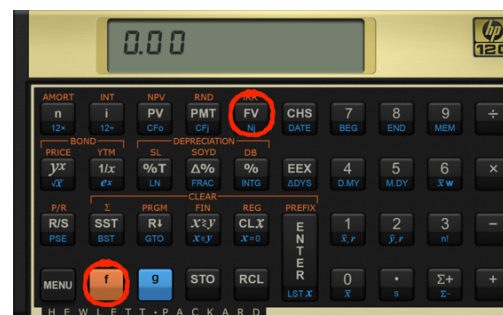 0.00
hp
12C
AMORT INT NPV RND IRR
n i PV PMT FV CHS 7 8 9 ÷
12× 12÷ CFo CFj Nj DATE BEG END MEM
BOND DEPRECIATION
PRICE YTM SL SOYD DB
yx 1/x %T Δ% % EEX 4 5 6 ×
√x ex LN FRAC INTG ΔDYS D.MY M.DY x̄w
CLEAR
P/R Σ PRGM FIN REG PREFIX
R/S SST R↓ x≷y CLX ENTER 1 2 3 −
PSE BST GTO x≤y x=0 x̂,r ŷ,r n!
MENU f g STO RCL 0 . Σ+ +
LST X x̄ s Σ-
HEWLETT·PACKARD